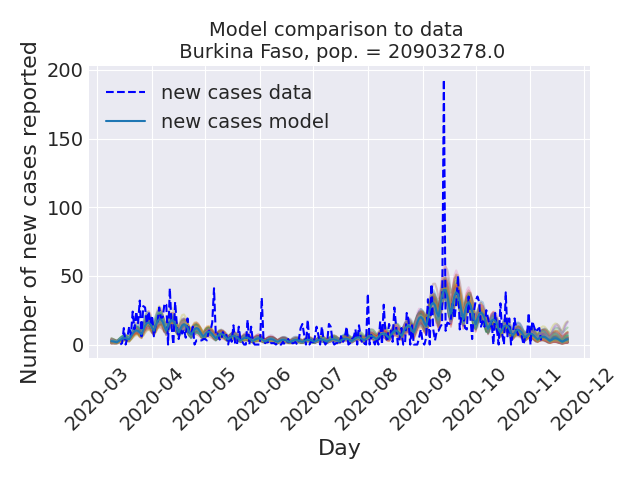 Model comparison to data
Burkina Faso, pop. = 20903278.0
Number of new cases reported
200
150
100
50
0
new cases data
new cases model
2020-03
2020-04
2020-05
2020-06
2020-07
2020-08
2020-09
2020-10
2020-11
2020-12
Day